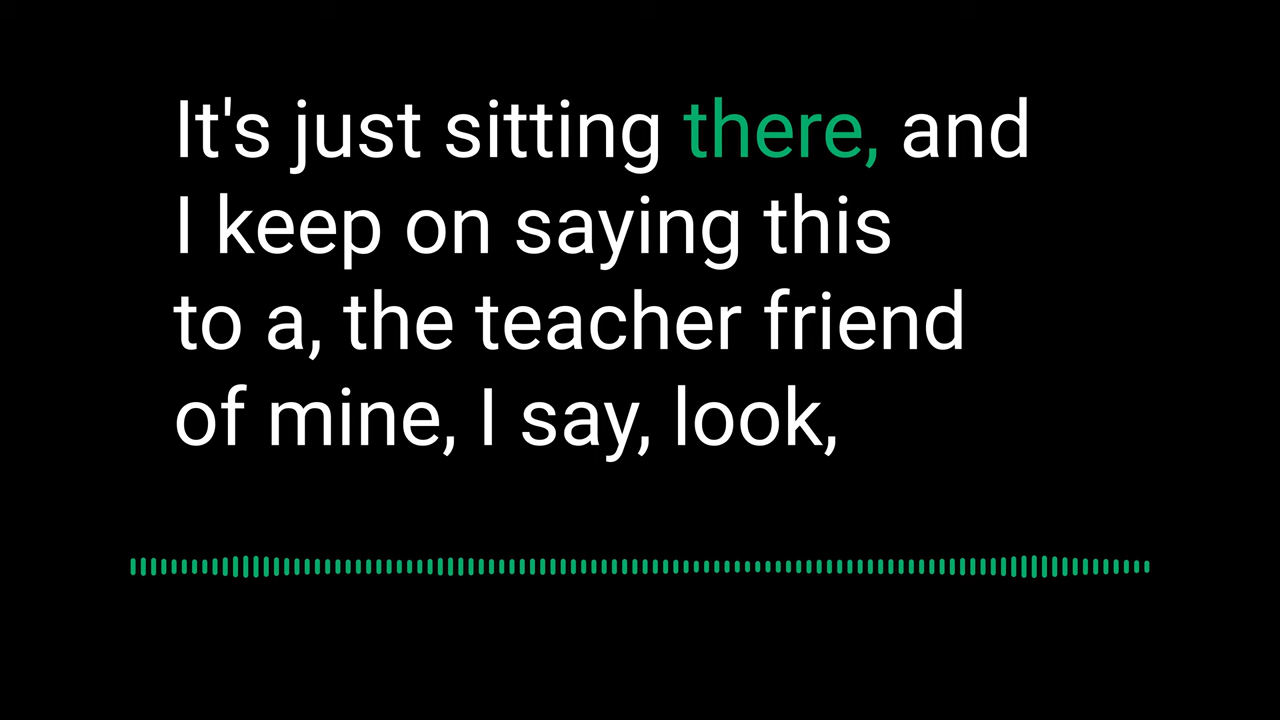 It's just sitting there, and
I keep on saying this
to a, the teacher friend
of mine, I say, look,